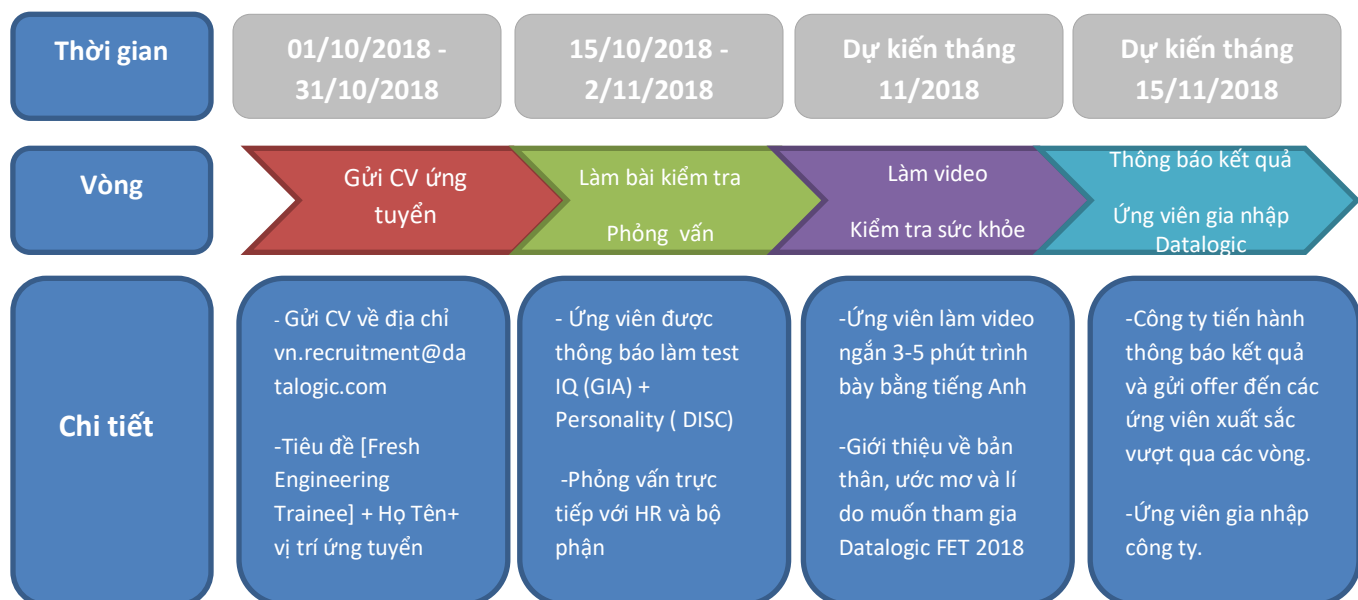 Thời gian
01/10/2018 -
31/10/2018
15/10/2018 -
2/11/2018
Dự kiến tháng
11/2018
Dự kiến tháng
15/11/2018
Vòng
Gửi CV ứng
tuyển
Làm bài kiểm tra
Phỏng vấn
Làm video
Kiểm tra sức khỏe
Thông báo kết quả
Ứng viên gia nhập
Datalogic
Chi tiết
- Gửi CV về địa chỉ
vn.recruitment@da
talogic.com
-Tiêu đề [Fresh
Engineering
Trainee] + Họ Tên+
vị trí ứng tuyển
- Ứng viên được
thông báo làm test
IQ (GIA) +
Personality ( DISC)
-Phỏng vấn trực
tiếp với HR và bộ
phận
-Ứng viên làm video
ngắn 3-5 phút trình
bày bằng tiếng Anh
-Giới thiệu về bản
thân, ước mơ và lí
do muốn tham gia
Datalogic FET 2018
-Công ty tiến hành
thông báo kết quả
và gửi offer đến các
ứng viên xuất sắc
vượt qua các vòng.
-Ứng viên gia nhập
công ty.